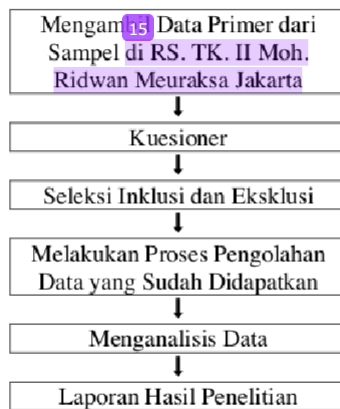 Data Primer dari
15
Sampel di RS. TK. II Moh.
Ridwan Meuraksa Jakarta
Kuesioner
Seleksi Inklusi dan Eksklusi
Melakukan Proses Pengolahan
Data yang Sudah Didapatkan
Menganalisis Data
Laporan Hasil Penelitian